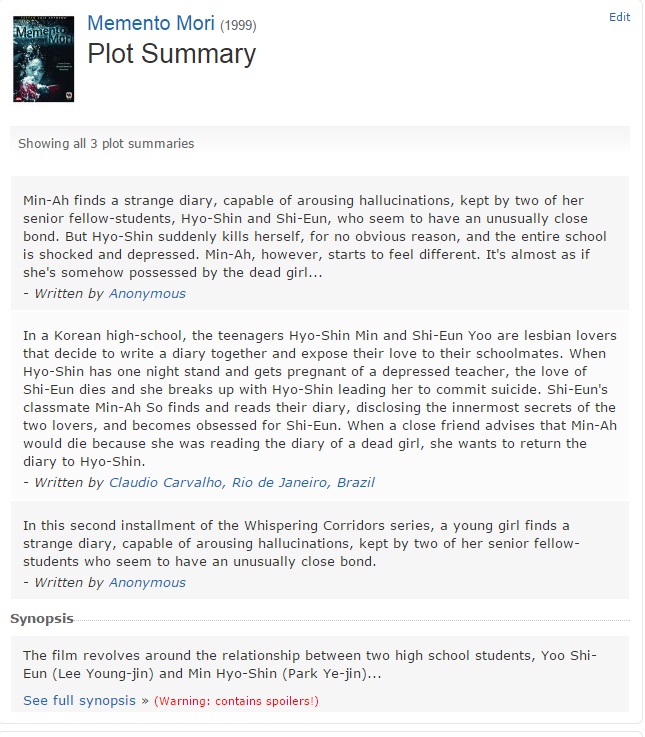 Memento Mori (1999)
Edit
Plot Summary
Memento
Mori
Showing all 3 plot summaries
Min-Ah finds a strange diary, capable of arousing hallucinations, kept by two of her
senior fellow-students, Hyo-Shin and Shi-Eun, who seem to have an unusually close
bond. But Hyo-Shin suddenly kills herself, for no obvious reason, and the entire school
is shocked and depressed. Min-Ah, however, starts to feel different. It's almost as if
she's somehow possessed by the dead girl...
- Written by Anonymous
In a Korean high-school, the teenagers Hyo-Shin Min and Shi-Eun Yoo are lesbian lovers
that decide to write a diary together and expose their love to their schoolmates. When
Hyo-Shin has one night stand and gets pregnant of a depressed teacher, the love of
Shi-Eun dies and she breaks up with Hyo-Shin leading her to commit suicide. Shi-Eun's
classmate Min-Ah So finds and reads their diary, disclosing the innermost secrets of the
two lovers, and becomes obsessed for Shi-Eun. When a close friend advises that Min-Ah
would die because she was reading the diary of a dead girl, she wants to return the
diary to Hyo-Shin.
- Written by Claudio Carvalho, Rio de Janeiro, Brazil
In this second installment of the Whispering Corridors series, a young girl finds a
strange diary, capable of arousing hallucinations, kept by two of her senior fellow-
students who seem to have an unusually close bond.
- Written by Anonymous
Synopsis
The film revolves around the relationship between two high school students, Yoo Shi-
Eun (Lee Young-jin) and Min Hyo-Shin (Park Ye-jin)...
See full synopsis » (Warning: contains spoilers!)